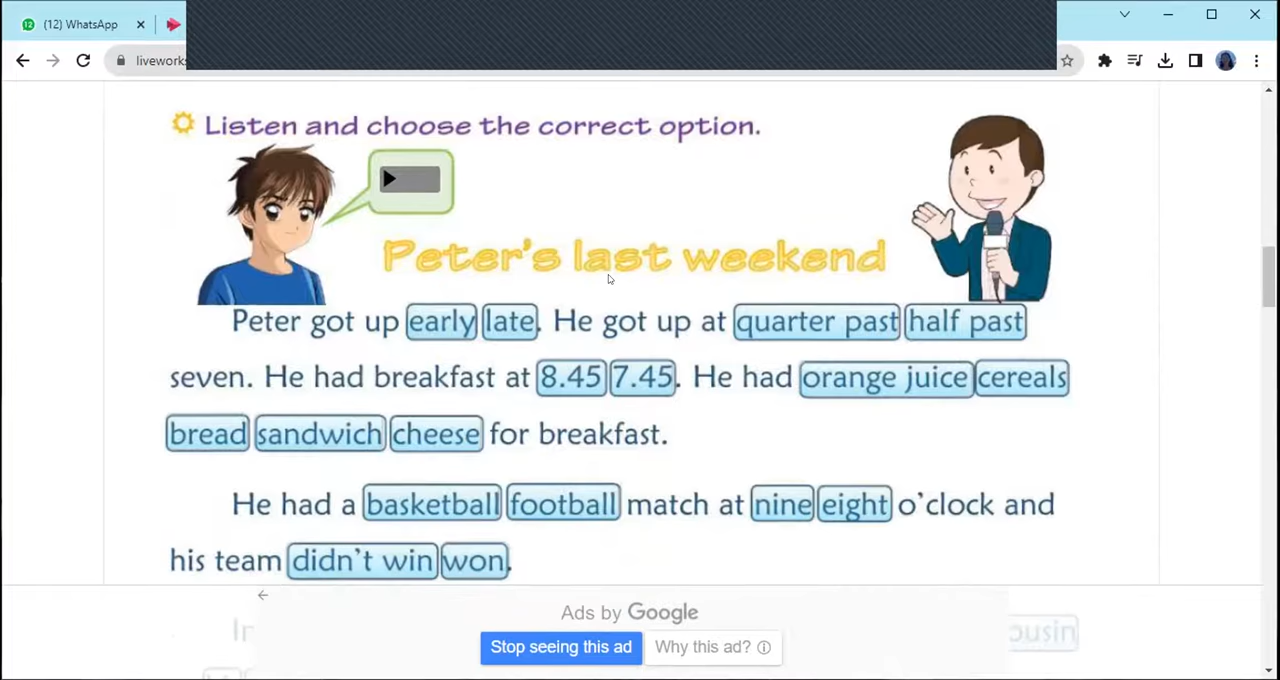 12
(12) WhatsApp
livework
Listen and choose the correct option.
Peter's last weekend
Peter got up early late. He got up at quarter past half past
seven. He had breakfast at 8.45 7.45. He had orange juice cereals
bread sandwich cheese for breakfast.
He had a basketball football match at nine eight o'clock and
his team didn't win won.
Ads by Google
Stop seeing this ad Why this ad?